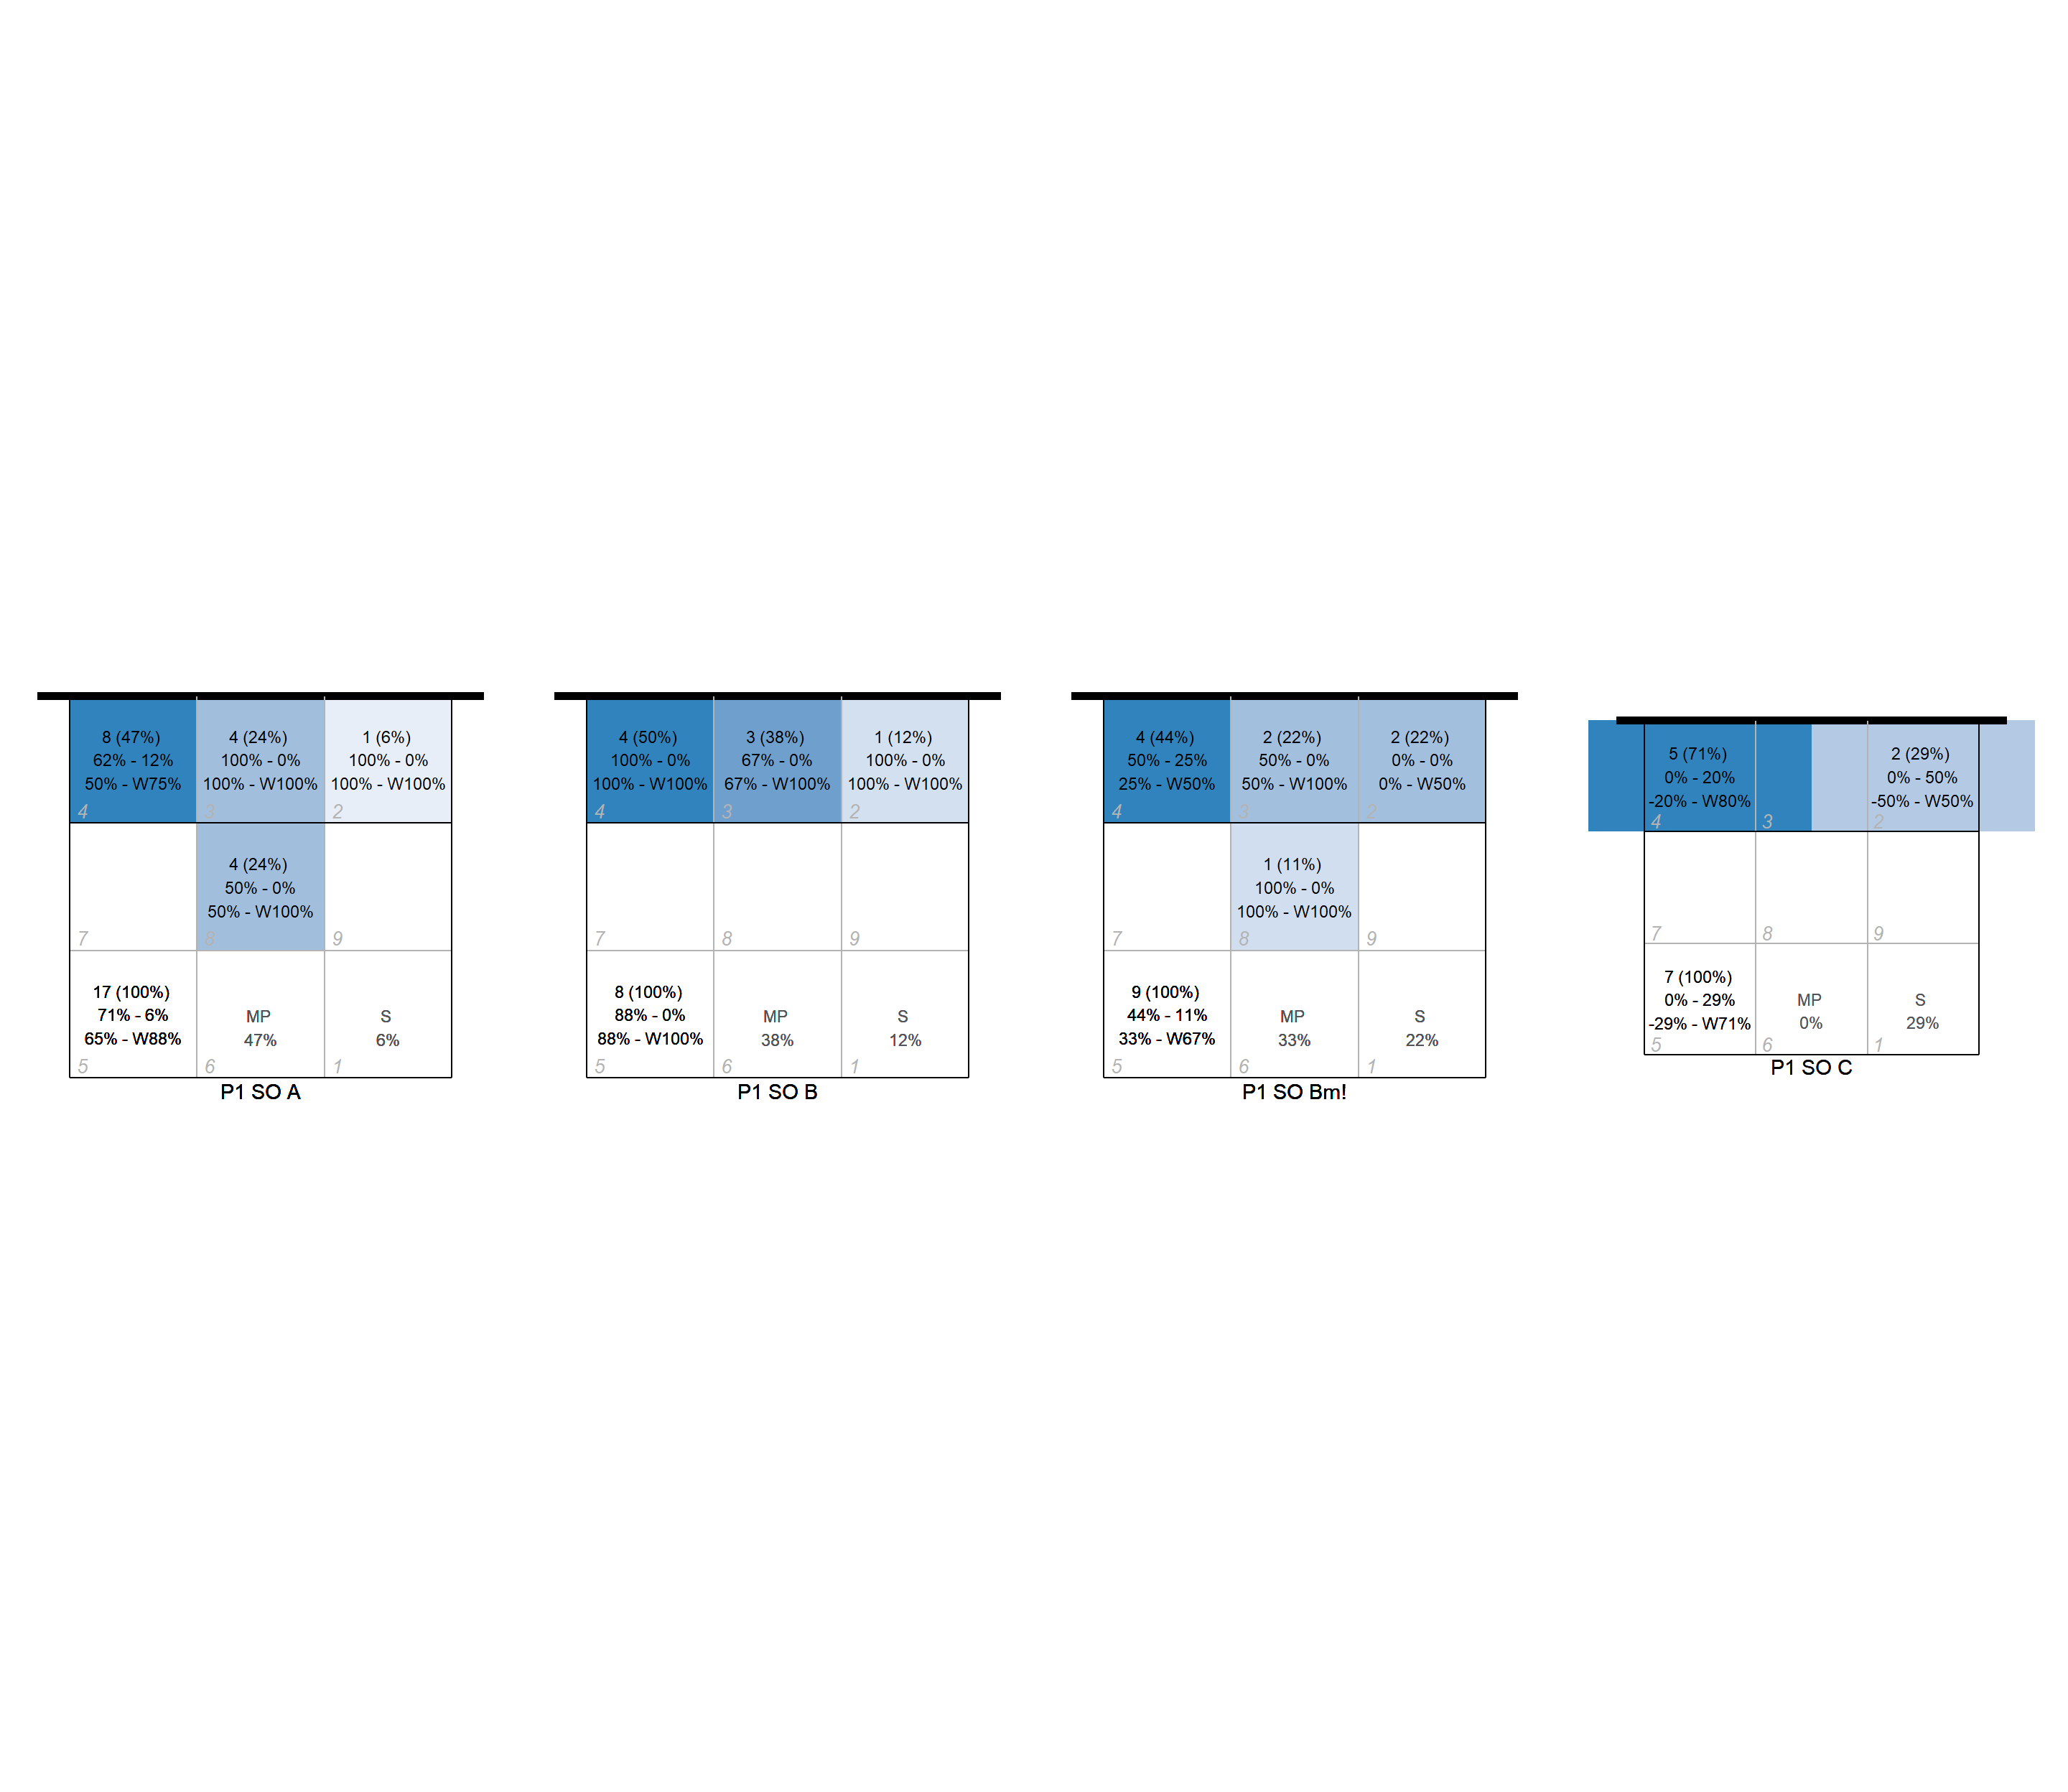 8 (47%)
62% - 12%
50% - W75%
4
4 (24%)
100% - 0%
100% - W100%
3
1 (6%)
100% - 0%
100% - W100%
2
7
4 (24%)
50% - 0%
50% - W100%
8
9
17 (100%)
71% - 6%
65% - W88%
5
MP
47%
6
S
6%
1
P1 SO A
4 (50%)
100% - 0%
100% - W100%
4
3 (38%)
67% - 0%
67% - W100%
3
1 (12%)
100% - 0%
100% - W100%
2
7
8
9
8 (100%)
88% - 0%
88% - W100%
5
MP
38%
6
S
12%
1
P1 SO B
4 (44%)
50% - 25%
25% - W50%
4
2 (22%)
50% - 0%
50% - W100%
3
2 (22%)
0% - 0%
0% - W50%
2
7
1 (11%)
100% - 0%
100% - W100%
8
9
9 (100%)
44% - 11%
33% - W67%
5
MP
33%
6
S
22%
1
P1 SO Bm!
5 (71%)
0% - 20%
-20% - W80%
4
3
2 (29%)
0% - 50%
-50% - W50%
2
7
8
9
7 (100%)
0% - 29%
-29% - W71%
5
MP
0%
6
S
29%
1
P1 SO C